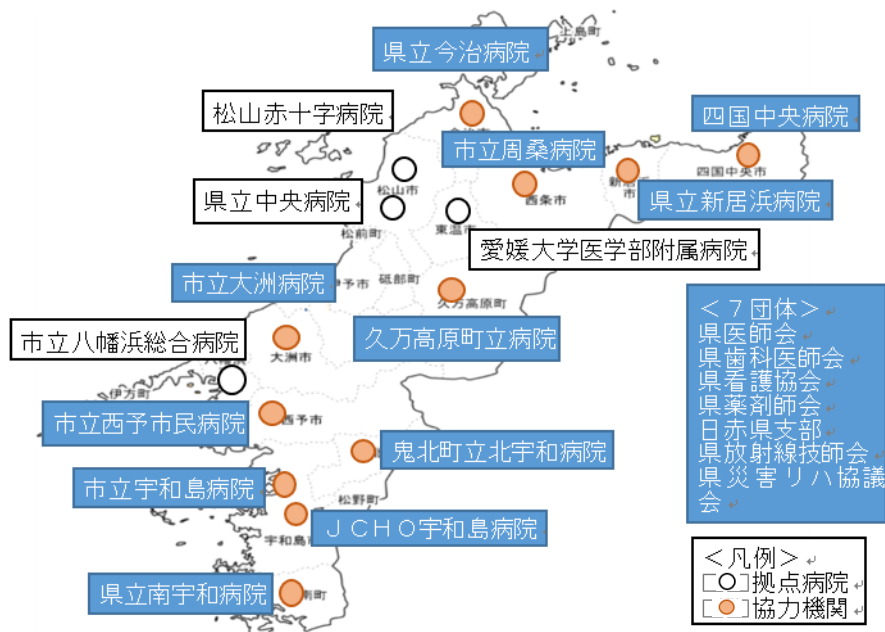 上島町
県立今治病院
松山赤十字病院
四国中央病院
市立周桑病院
四国中央市
松山市
西条市
市
県立中央病院
県立新居浜病院
松前町
東温市
愛媛大学医学部附属病院
市立大洲病院
予市
砥部町
久万高原町
＜７団体＞
県医師会
県歯科医師会
県看護協会
県薬剤師会
日赤県支部
県放射線技師会
県災害リハ協議
会
久万高原町立病院
市立八幡浜総合病院
大洲市
伊方町
市立西予市民病院
西予市
鬼北町立北宇和病院
市立宇和島病院
松野町
ＪＣＨＯ宇和島病院
宇和島市
＜凡例＞
拠点病院
協力機関
県立南宇和病院
南町